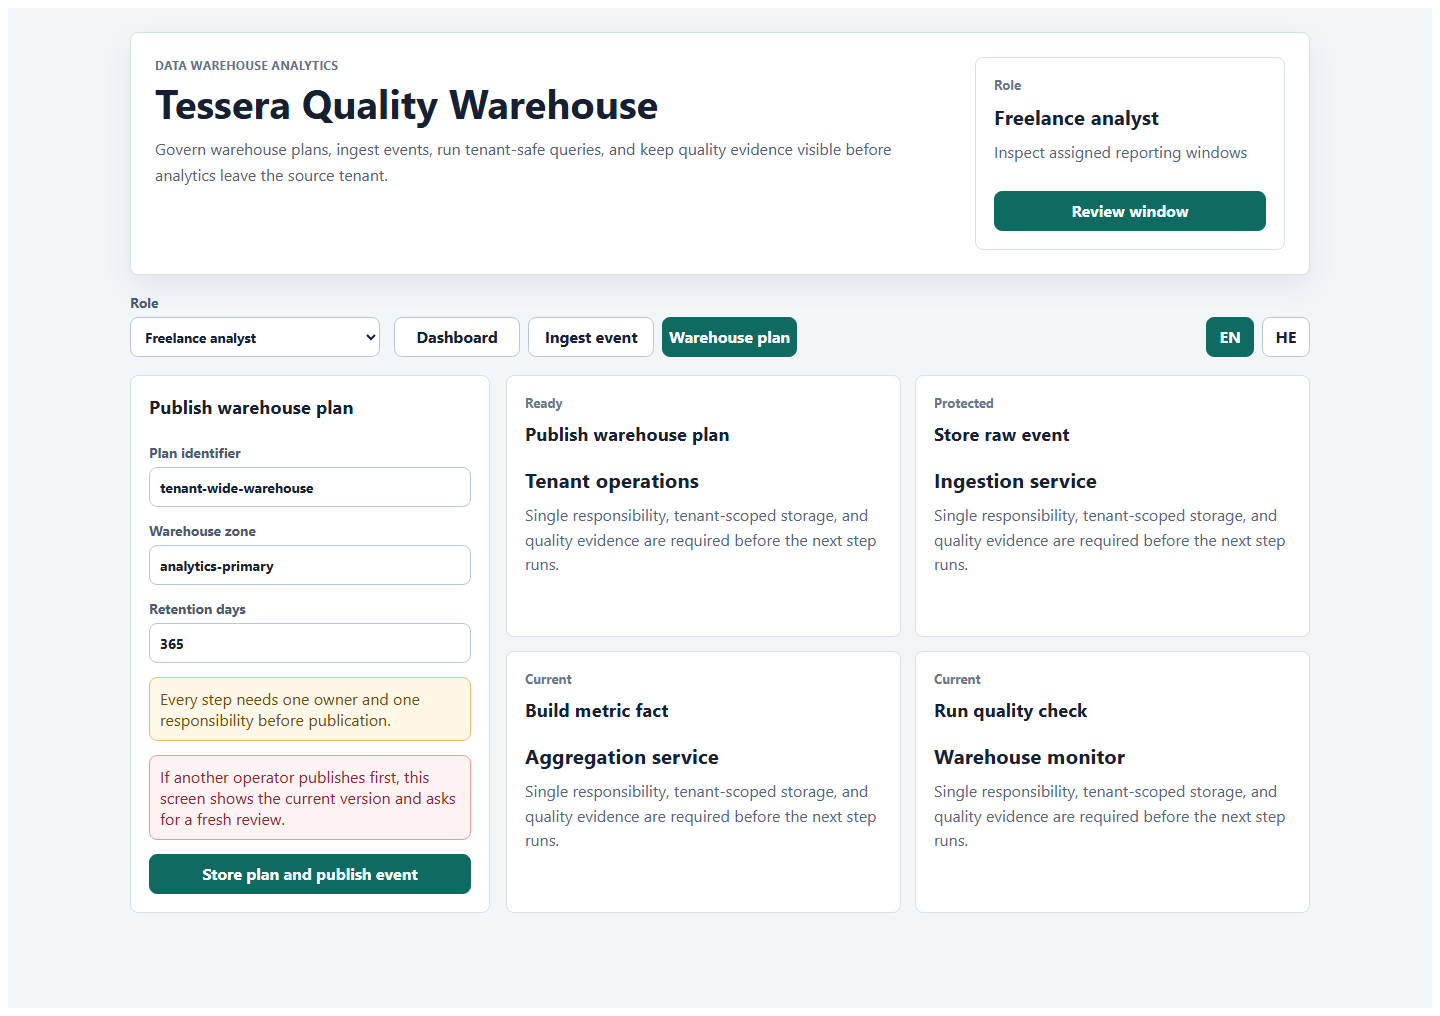 DATA WAREHOUSE ANALYTICS
Tessera Quality Warehouse
Govern warehouse plans, ingest events, run tenant-safe queries, and keep quality evidence visible before
analytics leave the source tenant.
Role
Freelance analyst
Inspect assigned reporting windows
Review window
Role
Freelance analyst
Dashboard
Ingest event
Warehouse plan
EN
HE
Publish warehouse plan
Plan identifier
tenant-wide-warehouse
Warehouse zone
analytics-primary
Retention days
365
Every step needs one owner and one
responsibility before publication.
If another operator publishes first, this
screen shows the current version and asks
for a fresh review.
Store plan and publish event
Ready
Publish warehouse plan
Tenant operations
Single responsibility, tenant-scoped storage, and
quality evidence are required before the next step
runs.
Protected
Store raw event
Ingestion service
Single responsibility, tenant-scoped storage, and
quality evidence are required before the next step
runs.
Current
Build metric fact
Aggregation service
Single responsibility, tenant-scoped storage, and
quality evidence are required before the next step
runs.
Current
Run quality check
Warehouse monitor
Single responsibility, tenant-scoped storage, and
quality evidence are required before the next step
runs.